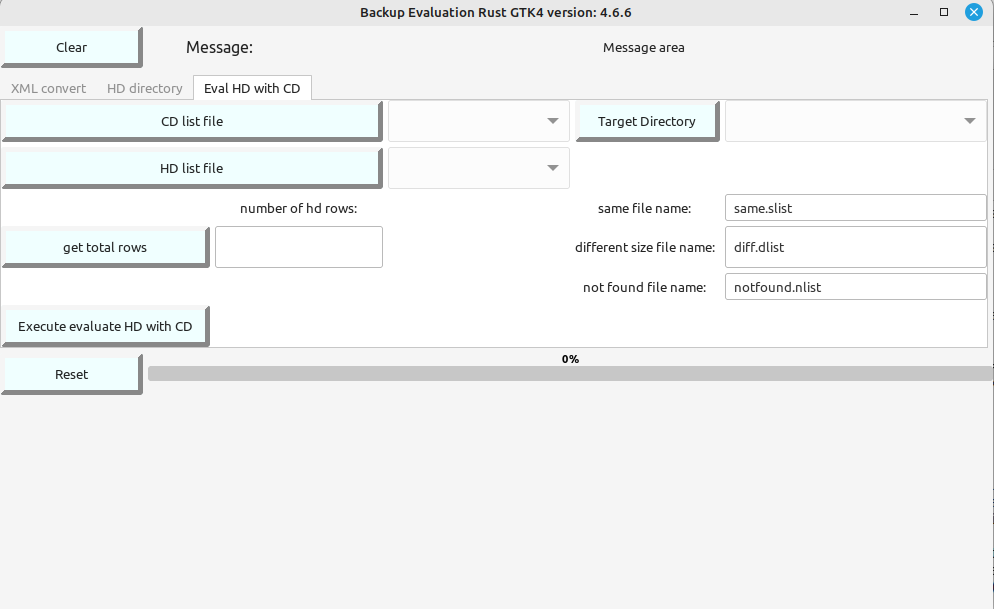 Backup Evaluation Rust GTK4 version: 4.6.6
Clear
Message:
Message area
XML convert
HD directory
Eval HD with CD
CD list file
Target Directory
HD list file
number of hd rows:
same file name:
same.slist
get total rows
different size file name:
diff.dlist
not found file name:
notfound.nlist
Execute evaluate HD with CD
0%
Reset